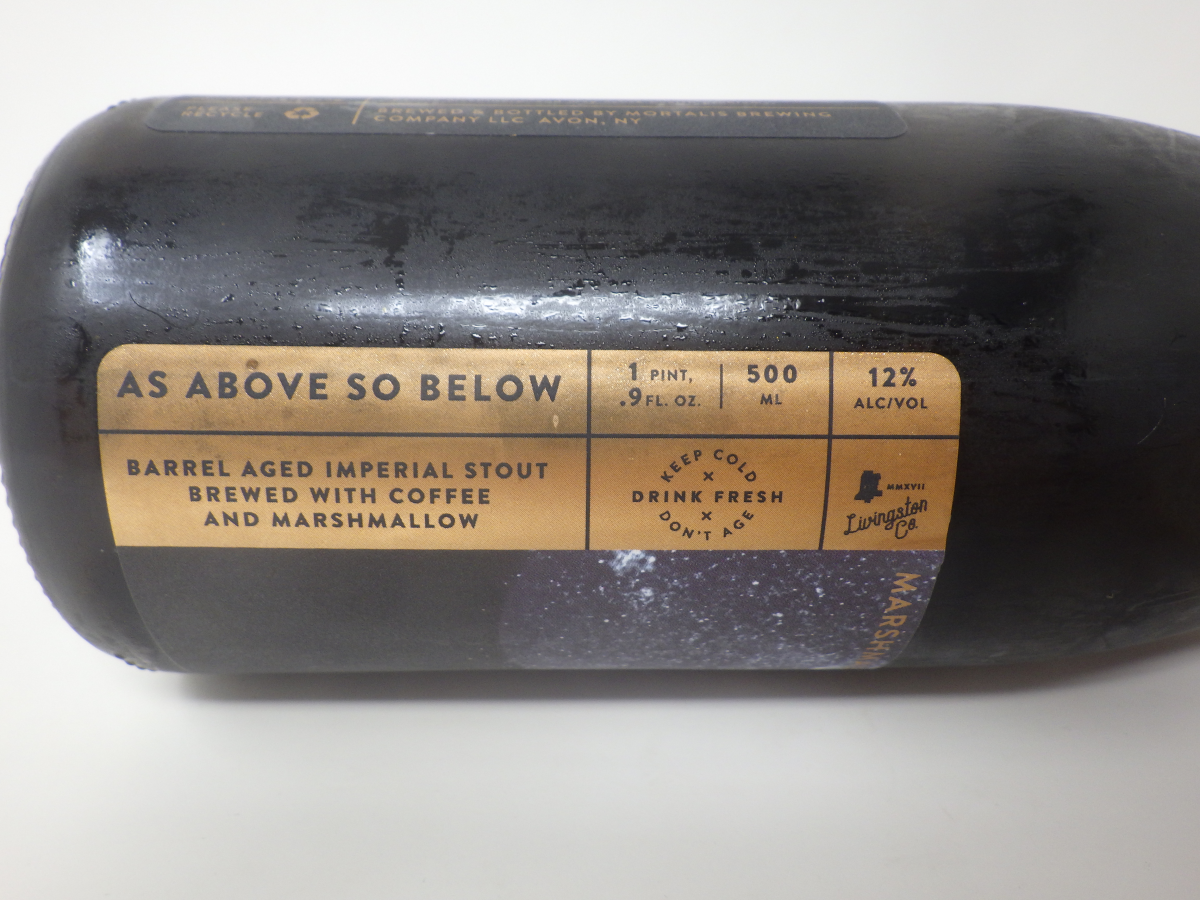 PLEASE
RECYCLE
BREWED & BOTTLED BY MORTALIS BREWING
COMPANY LLC AVON, NY
AS ABOVE SO BELOW
1 PINT,
.9 FL. OZ.
500
ML
12%
ALC/VOL
BARREL AGED IMPERIAL STOUT
BREWED WITH COFFEE
AND MARSHMALLOW
KEEP COLD
×
DRINK FRESH
×
DON'T AGE
MMXVII
Livingston
Co.